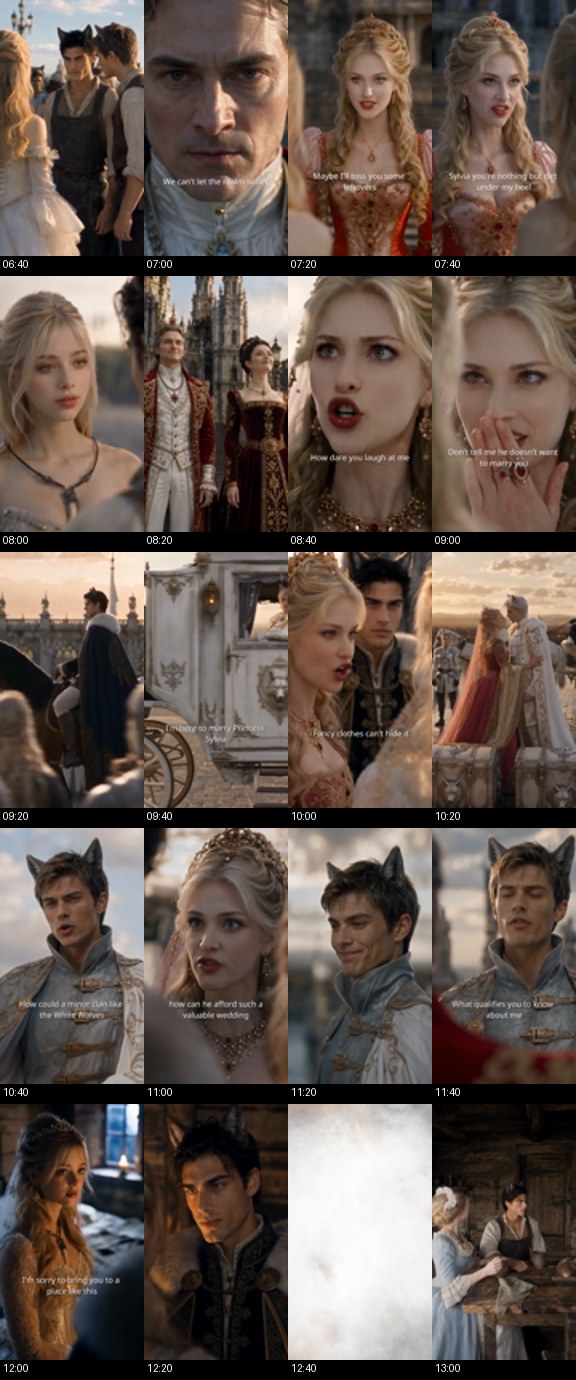 06:40
07:00
07:20
07:40
We can't let the realm
Maybe I'll toss you some
leftovers
Sylvia you're nothing but dirt
under my heel
08:00
08:20
08:40
09:00
How dare you laugh at me
Don't tell me he doesn't want
to marry you
09:20
09:40
10:00
10:20
I'm here to marry Princess
Sylvia
Fancy clothes can't hide it
10:40
11:00
11:20
11:40
How could a minor clan like
the White Wolves
how can he afford such a
valuable wedding
What qualifies you to know
about me
12:00
12:20
12:40
13:00
I'm sorry to bring you to a
place like this